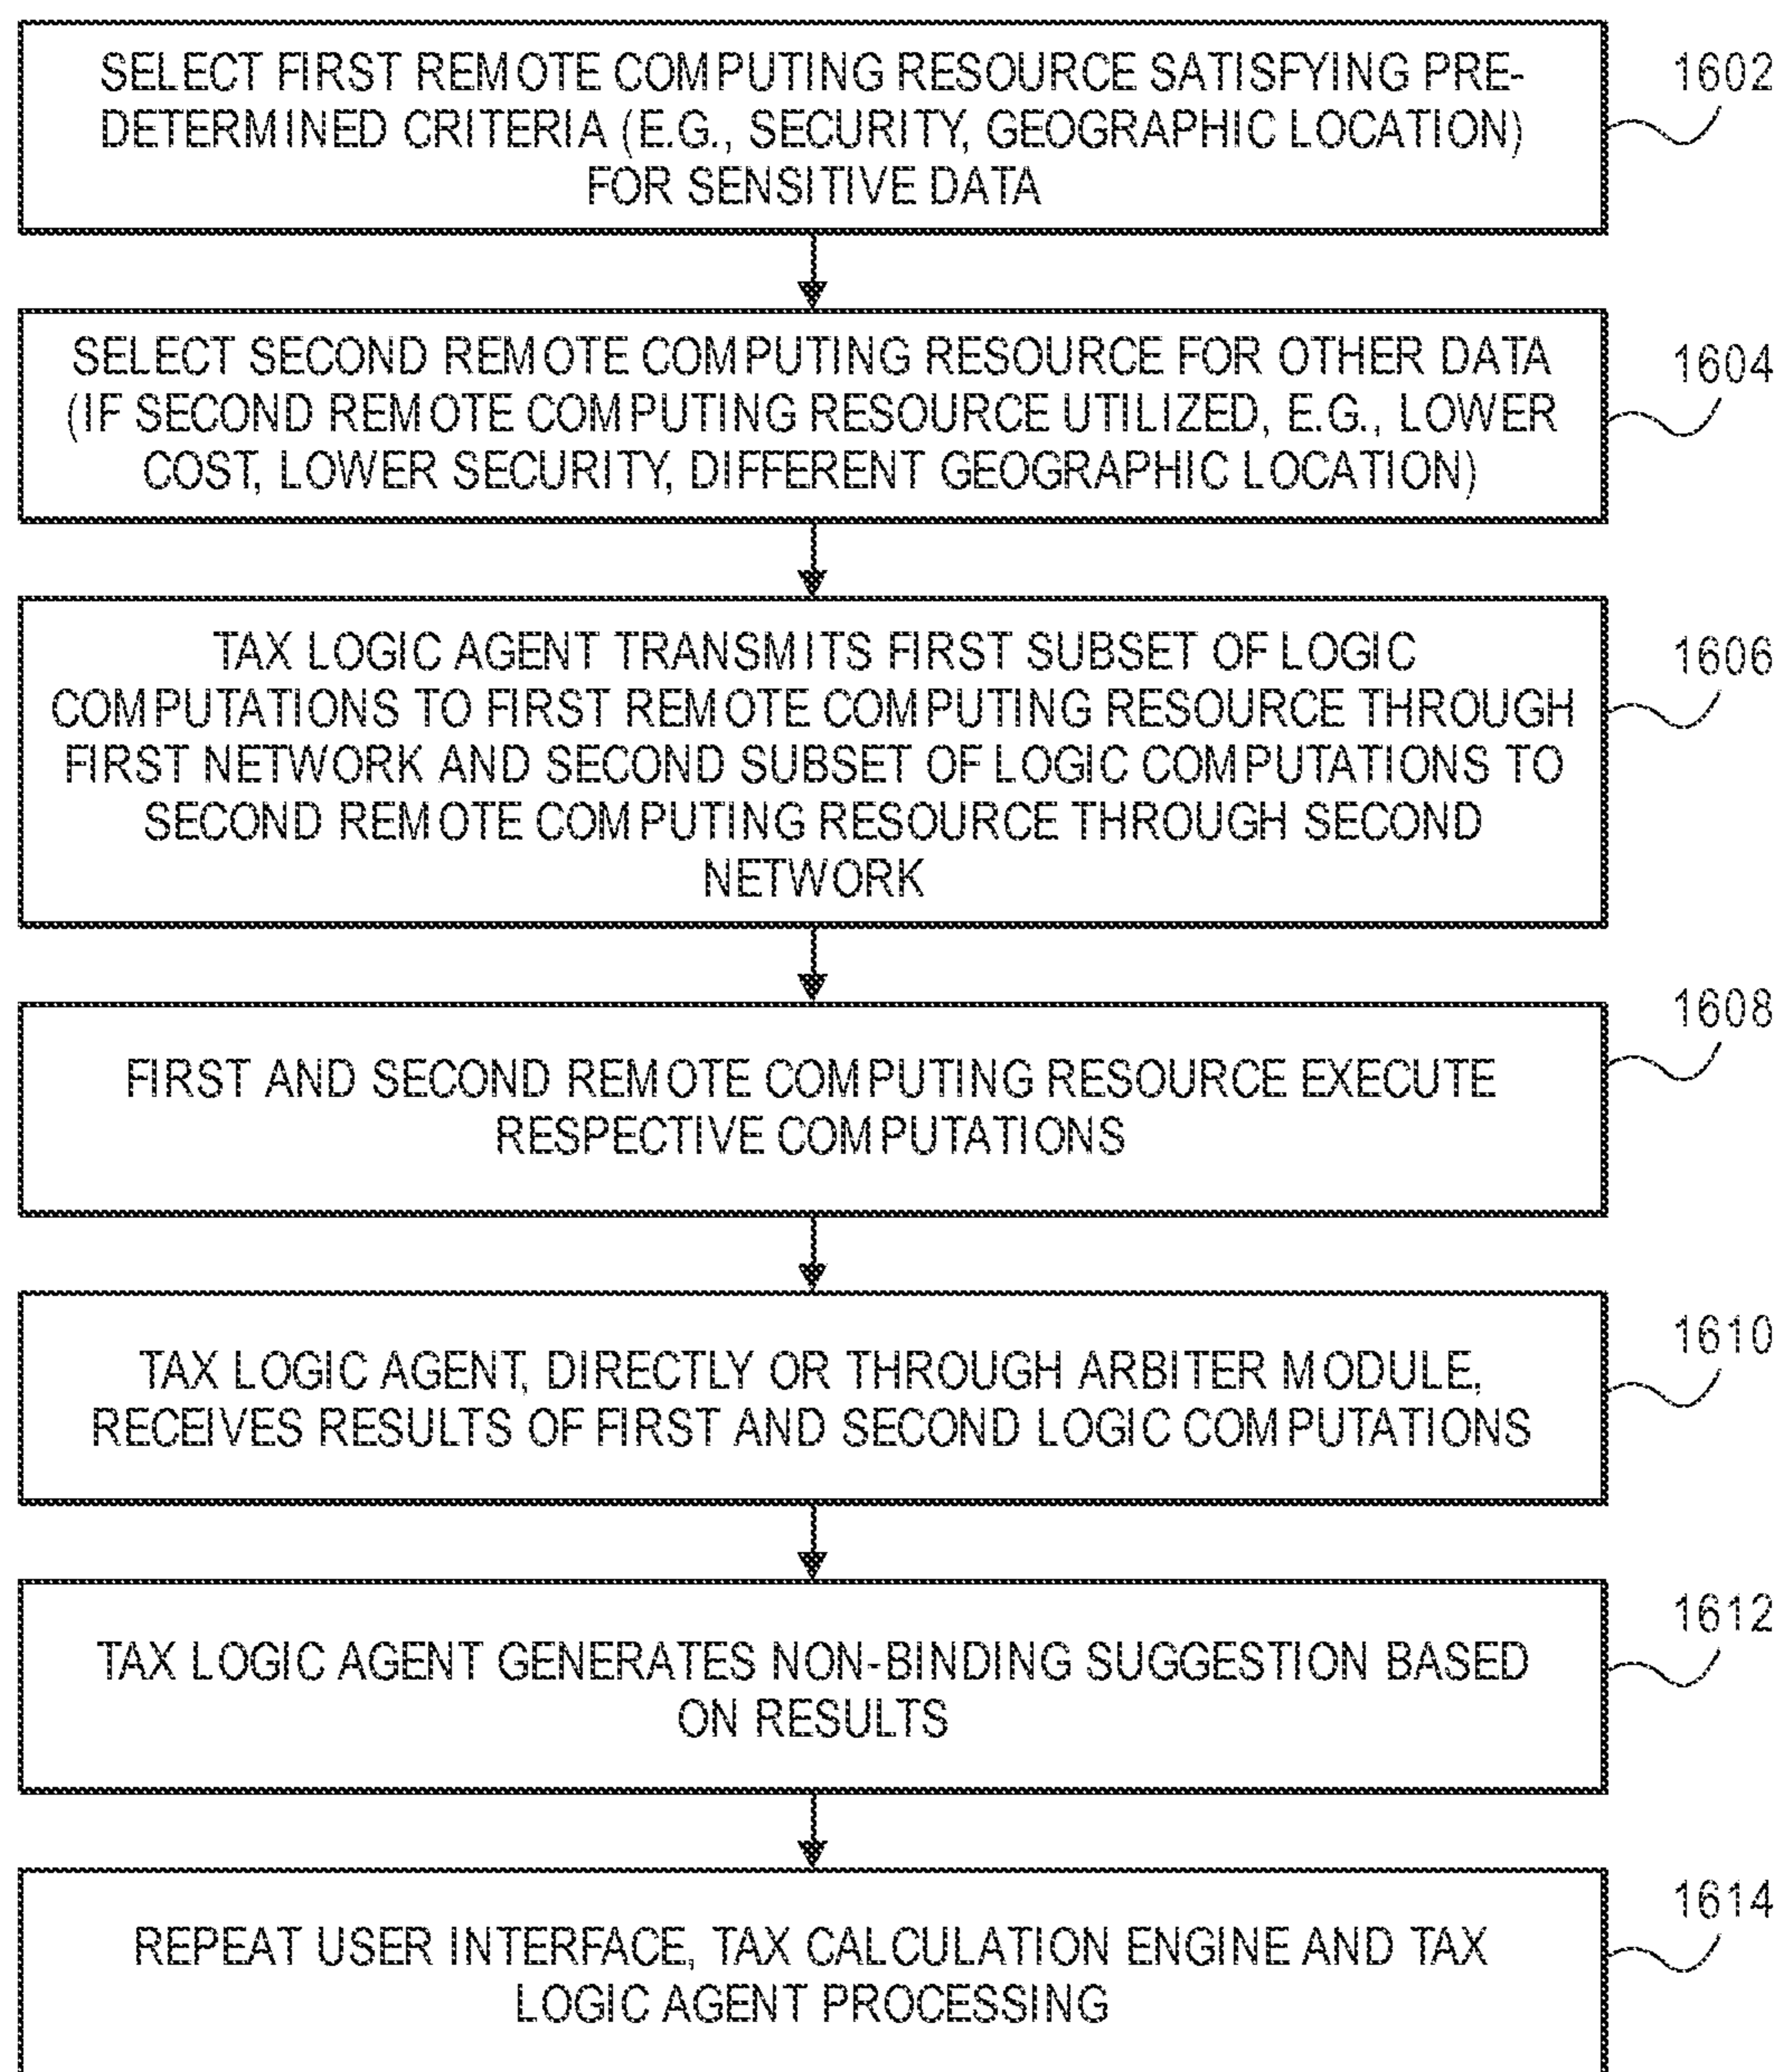 SELECT FIRST REMOTE COMPUTING RESOURCE SATISFYING PRE-
DETERMINED CRITERIA (E.G., SECURITY, GEOGRAPHIC LOCATION)
FOR SENSITIVE DATA
1602
SELECT SECOND REMOTE COMPUTING RESOURCE FOR OTHER DATA
(IF SECOND REMOTE COMPUTING RESOURCE UTILIZED, E.G., LOWER
COST, LOWER SECURITY, DIFFERENT GEOGRAPHIC LOCATION)
1604
TAX LOGIC AGENT TRANSMITS FIRST SUBSET OF LOGIC
COMPUTATIONS TO FIRST REMOTE COMPUTING RESOURCE THROUGH
FIRST NETWORK AND SECOND SUBSET OF LOGIC COMPUTATIONS TO
SECOND REMOTE COMPUTING RESOURCE THROUGH SECOND
NETWORK
1606
FIRST AND SECOND REMOTE COMPUTING RESOURCE EXECUTE
RESPECTIVE COMPUTATIONS
1608
TAX LOGIC AGENT, DIRECTLY OR THROUGH ARBITER MODULE,
RECEIVES RESULTS OF FIRST AND SECOND LOGIC COMPUTATIONS
1610
TAX LOGIC AGENT GENERATES NON-BINDING SUGGESTION BASED
ON RESULTS
1612
REPEAT USER INTERFACE, TAX CALCULATION ENGINE AND TAX
LOGIC AGENT PROCESSING
1614